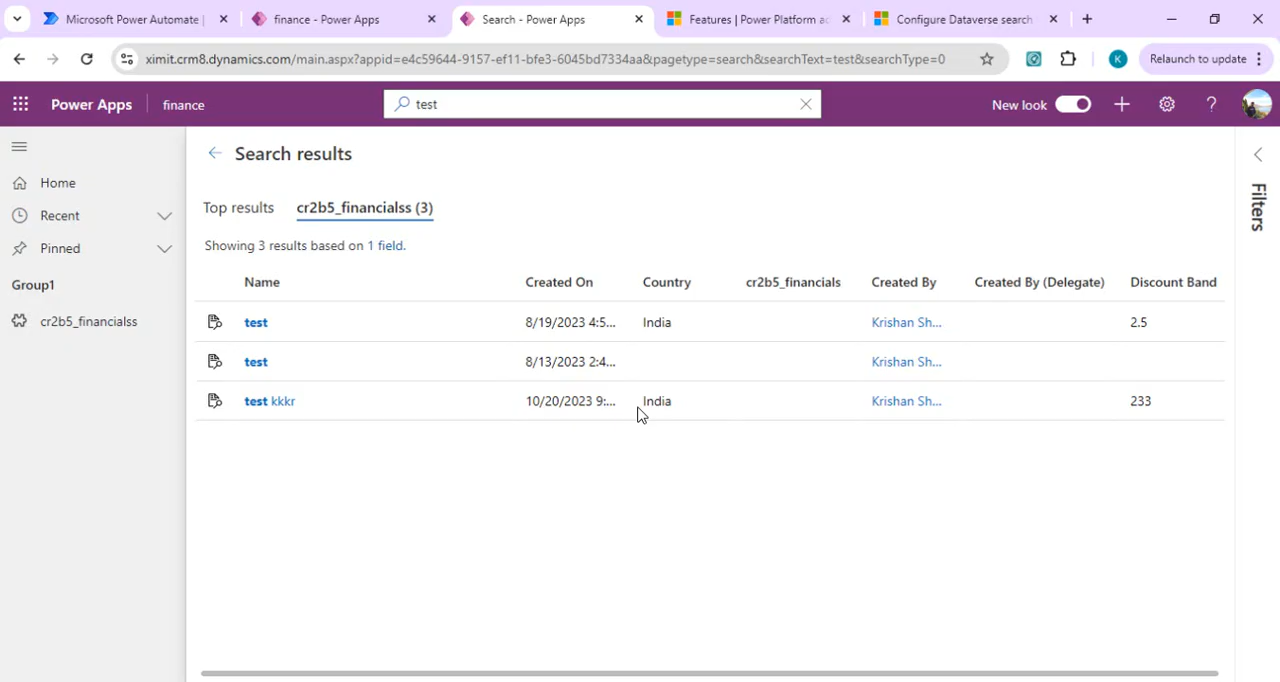 Microsoft Power Automate |
finance - Power Apps
Search - Power Apps
Features | Power Platform ac
Configure Dataverse search
ximit.crm8.dynamics.com/main.aspx?appid=e4c59644-9157-ef11-bfe3-6045bd7334aa&pagetype=search&searchText=test&searchType=0
K
Relaunch to update
Power Apps
finance
test
New look
Home
Recent
Pinned
Group1
cr2b5_financialss
Search results
Top results
cr2b5_financialss (3)
Showing 3 results based on 1 field.
Name Created On Country cr2b5_financials Created By Created By (Delegate) Discount Band
test 8/19/2023 4:5... India Krishan Sh... 2.5
test 8/13/2023 2:4... Krishan Sh...
test kkkr 10/20/2023 9:... India Krishan Sh... 233
Filters